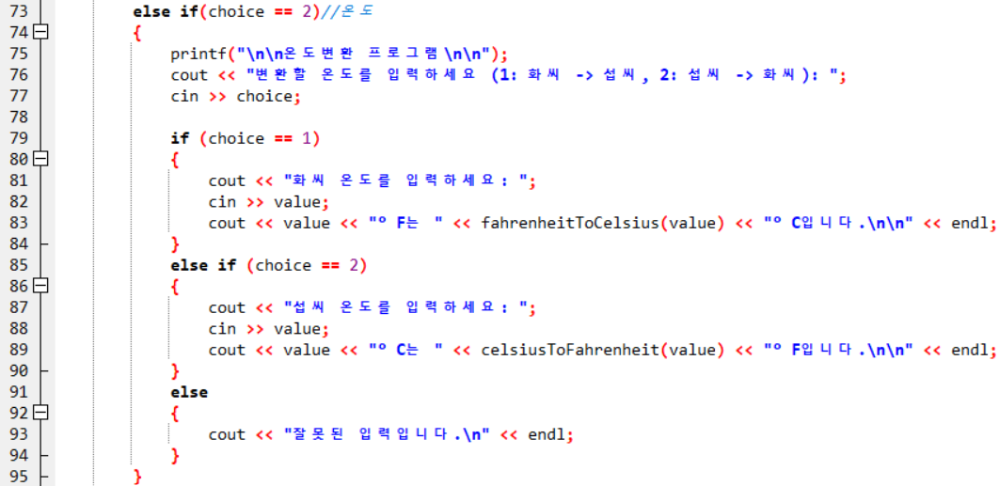 73 else if(choice == 2)//온도
74 {
75 printf("\n\n온도변환 프로그램\n\n");
76 cout << "변환할 온도를 입력하세요 (1: 화씨 -> 섭씨, 2: 섭씨 -> 화씨): ";
77 cin >> choice;
78
79 if (choice == 1)
80 {
81 cout << "화씨 온도를 입력하세요: ";
82 cin >> value;
83 cout << value << "° F는 " << fahrenheitToCelsius(value) << "° C입니다.\n\n" << endl;
84 }
85 else if (choice == 2)
86 {
87 cout << "섭씨 온도를 입력하세요: ";
88 cin >> value;
89 cout << value << "° C는 " << celsiusToFahrenheit(value) << "° F입니다.\n\n" << endl;
90 }
91 else
92 {
93 cout << "잘못된 입력입니다.\n" << endl;
94 }
95 }